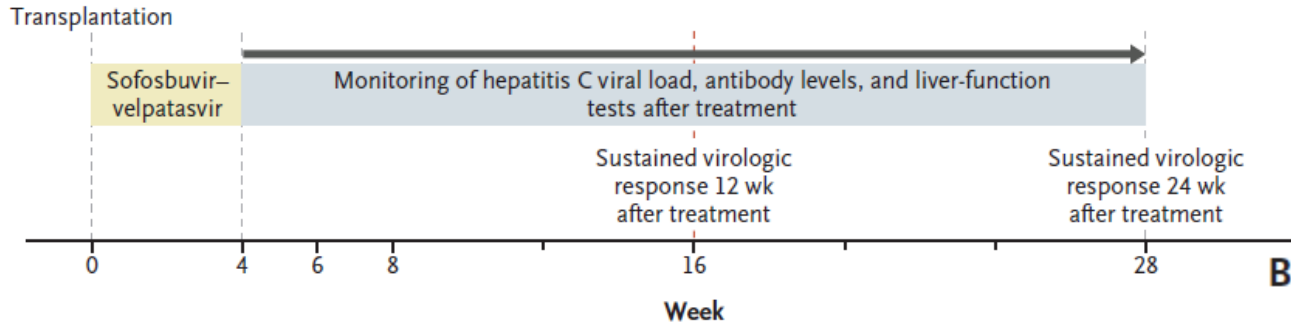 Transplantation
Sofosbuvir–
velpatasvir
Monitoring of hepatitis C viral load, antibody levels, and liver-function
tests after treatment
Sustained virologic
response 12 wk
after treatment
Sustained virologic
response 24 wk
after treatment
0 4 6 8 16 28
B
Week